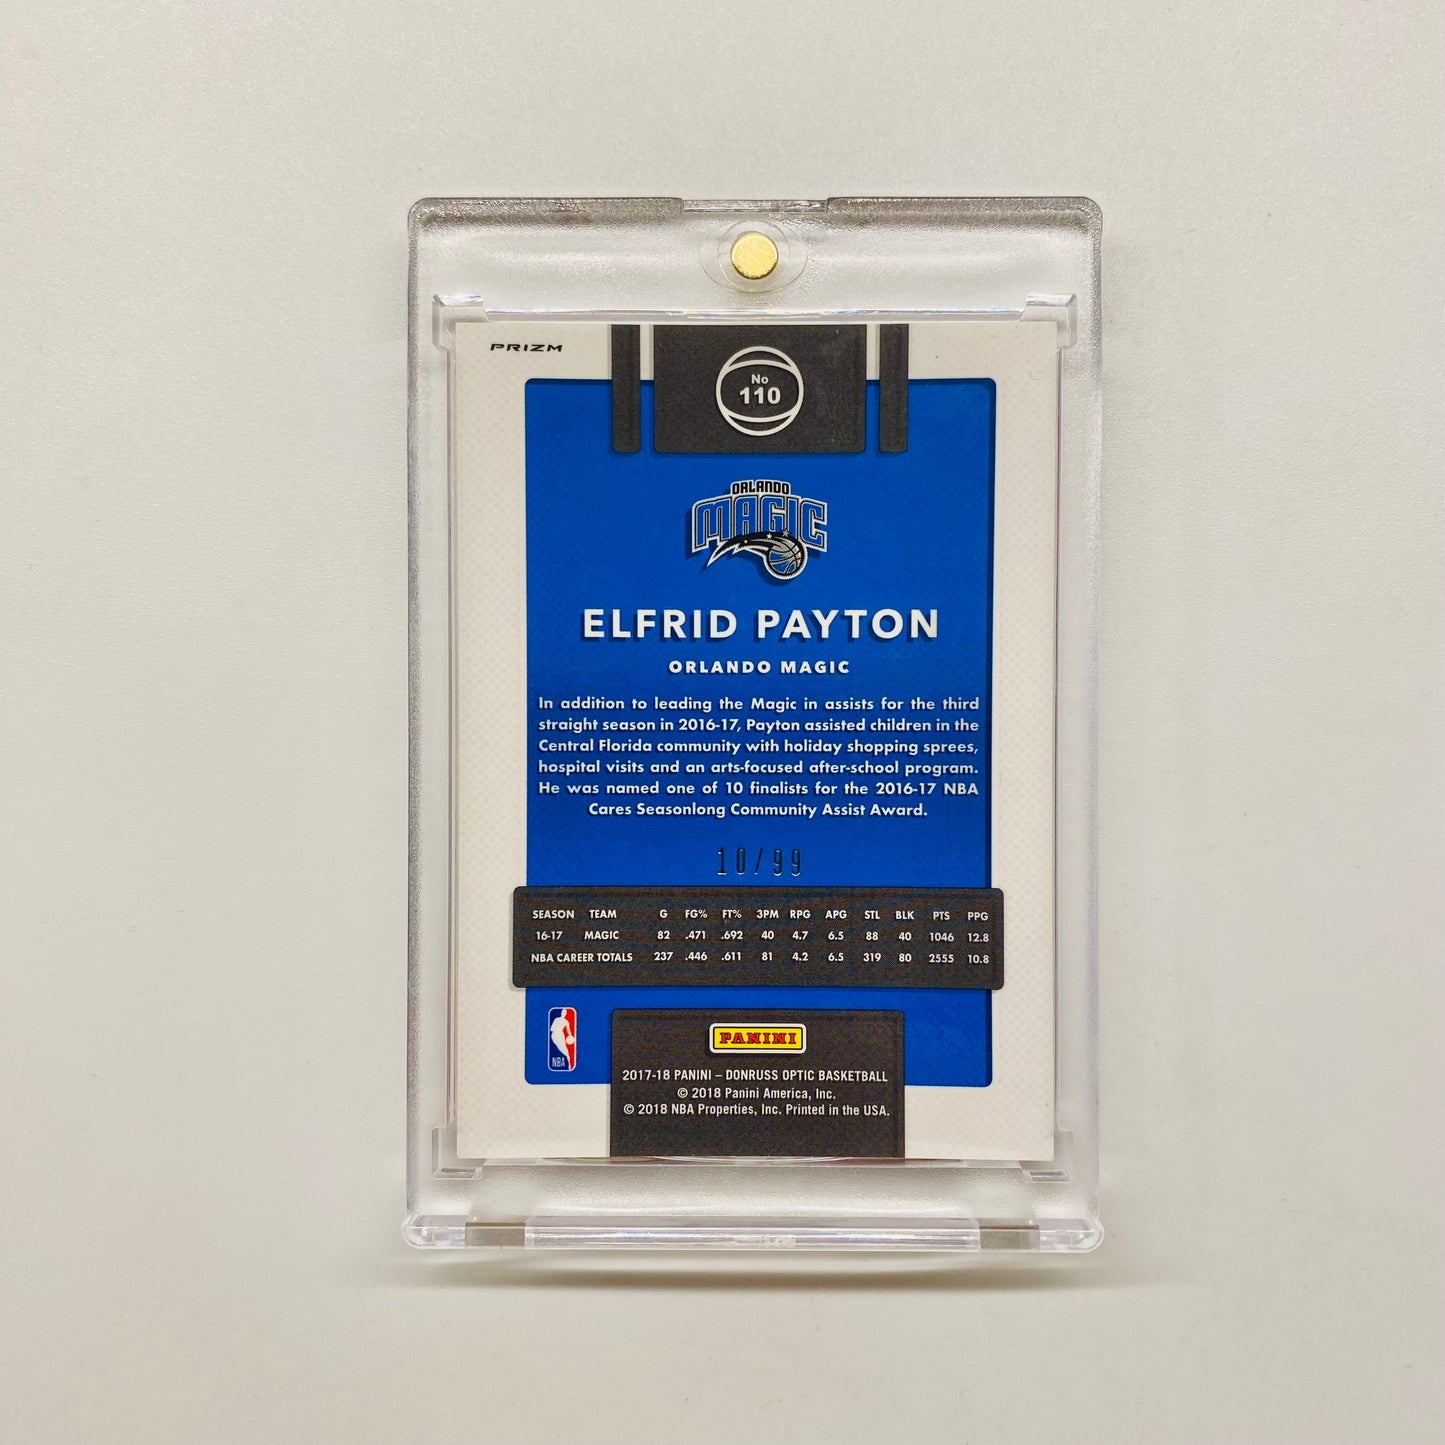 PRIZM
No
110
ORLANDO
MAGIC
ELFRID PAYTON
ORLANDO MAGIC
In addition to leading the Magic in assists for the third
straight season in 2016-17, Payton assisted children in the
Central Florida community with holiday shopping sprees,
hospital visits and an arts-focused after-school program.
He was named one of 10 finalists for the 2016-17 NBA
Cares Seasonlong Community Assist Award.
10/99
SEASON TEAM G FG% FT% 3PM RPG APG STL BLK PTS PPG
16-17 MAGIC 82 .471 .692 40 4.7 6.5 88 40 1046 12.8
NBA CAREER TOTALS 237 .446 .611 81 4.2 6.5 319 80 2555 10.8
NBA
PANINI
2017-18 PANINI – DONRUSS OPTIC BASKETBALL
© 2018 Panini America, Inc.
© 2018 NBA Properties, Inc. Printed in the USA.